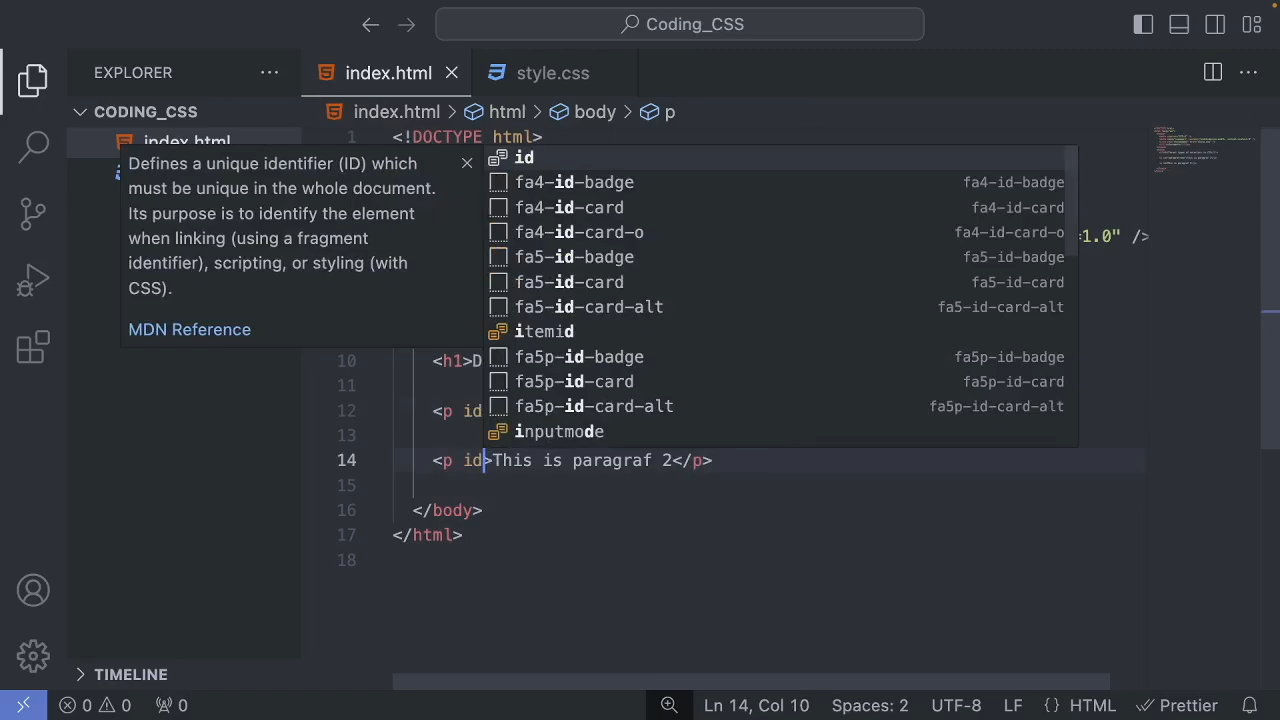 Coding_CSS
EXPLORER
index.html
style.css
CODING_CSS
index.html > html > body > p
index.html
1 <!DOCTYPE html>
Defines a unique identifier (ID) which
must be unique in the whole document.
Its purpose is to identify the element
when linking (using a fragment
identifier), scripting, or styling (with
CSS).
MDN Reference
id
fa4-id-badge fa4-id-badge
fa4-id-card fa4-id-card
fa4-id-card-o fa4-id-card-o
=1.0" />
fa5-id-badge fa5-id-badge
fa5-id-card fa5-id-card
fa5-id-card-alt fa5-id-card-alt
itemid
fa5p-id-badge fa5p-id-badge
fa5p-id-card fa5p-id-card
fa5p-id-card-alt fa5p-id-card-alt
inputmode
10 <h1>D
11
12 <p id
13
14 <p id>This is paragraf 2</p>
15
16 </body>
17 </html>
18
TIMELINE
0 0 0 Ln 14, Col 10 Spaces: 2 UTF-8 LF {} HTML Prettier